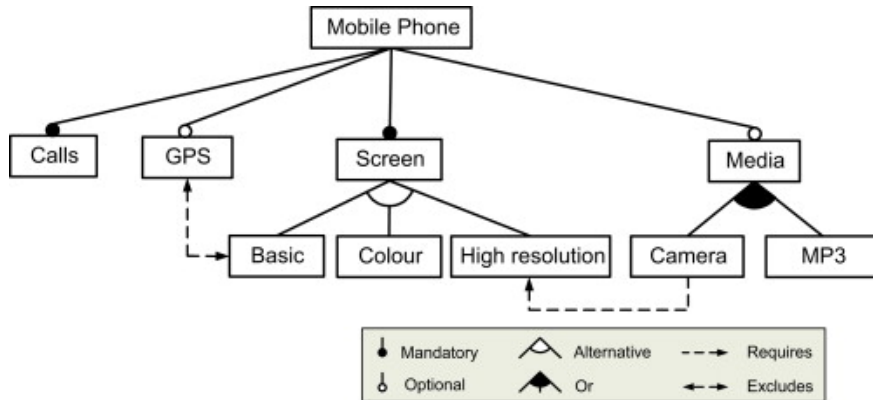 Mobile Phone
Calls
GPS
Screen
Media
Basic
Colour
High resolution
Camera
MP3
Mandatory
Alternative
Requires
Optional
Or
Excludes